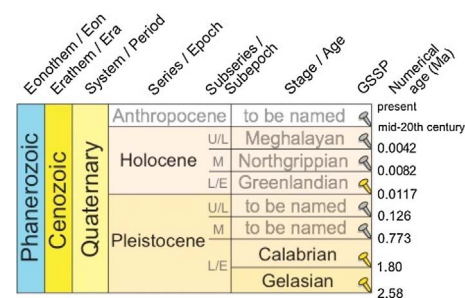 Eonothem / Eon
Erathem / Era
System / Period
Series / Epoch
Subseries /
Subepoch
Stage / Age
GSSP
Numerical
age (Ma)
Phanerozoic
Cenozoic
Quaternary
present
Anthropocene to be named
mid-20th century
Holocene
U/L Meghalayan
0.0042
M Northgrippian
0.0082
L/E Greenlandian
0.0117
Pleistocene
U/L to be named
0.126
M to be named
0.773
L/E
Calabrian
1.80
Gelasian
2.58